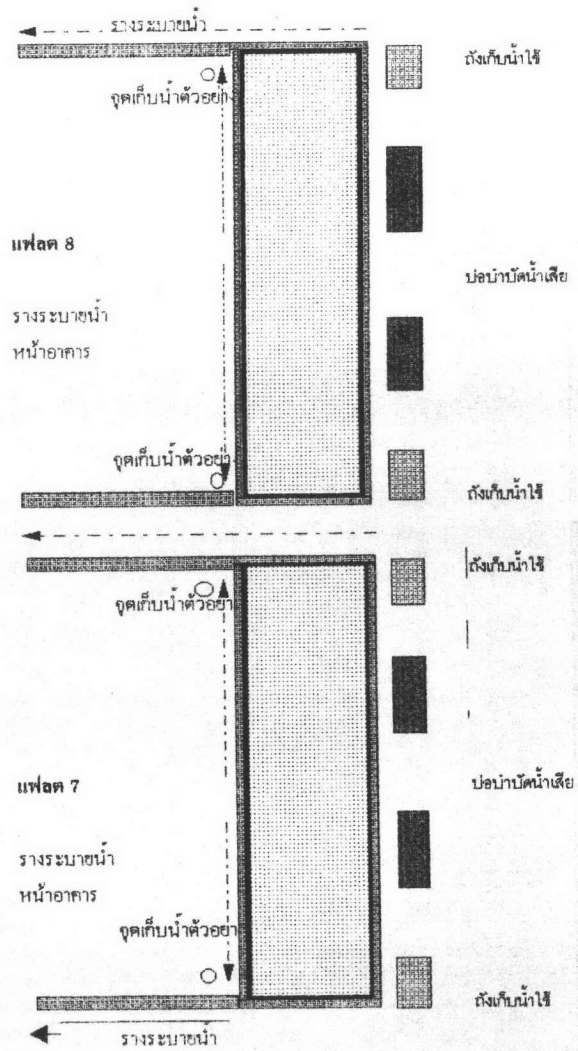 รางระบายน้ำ
ถังเก็บน้ำใช้
จุดเก็บน้ำตัวอย่าง
แฟลต 8
บ่อบำบัดน้ำเสีย
รางระบายน้ำ
หน้าอาคาร
จุดเก็บน้ำตัวอย่าง
ถังเก็บน้ำใช้
ถังเก็บน้ำใช้
จุดเก็บน้ำตัวอย่า
แฟลต 7
บ่อบำบัดน้ำเสีย
รางระบายน้ำ
หน้าอาคาร
จุดเก็บน้ำตัวอย่า
ถังเก็บน้ำใช้
รางระบายน้ำ